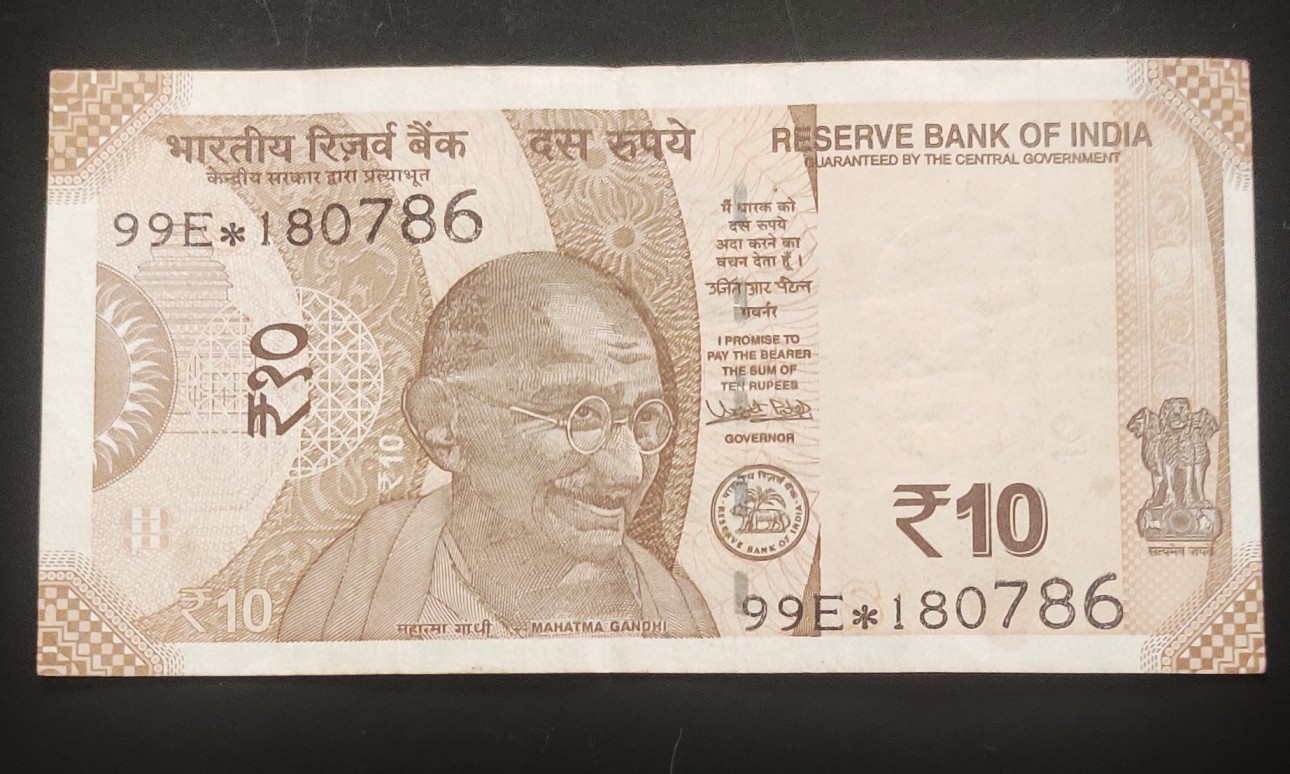 भारतीय रिज़र्व बैंक
केन्द्रीय सरकार द्वारा प्रत्याभूत
99E*180786
दस रुपये
RESERVE BANK OF INDIA
GUARANTEED BY THE CENTRAL GOVERNMENT
मैं धारक को
दस रुपये
अदा करने का
वचन देता हूँ ।
उर्जित आर पटेल
गवर्नर
I PROMISE TO
PAY THE BEARER
THE SUM OF
TEN RUPEES
GOVERNOR
भारतीय रिज़र्व बैंक
RESERVE BANK OF INDIA
₹१०
₹10
₹10
महात्मा गांधी
MAHATMA GANDHI
₹10
सत्यमेव जयते
99E*180786